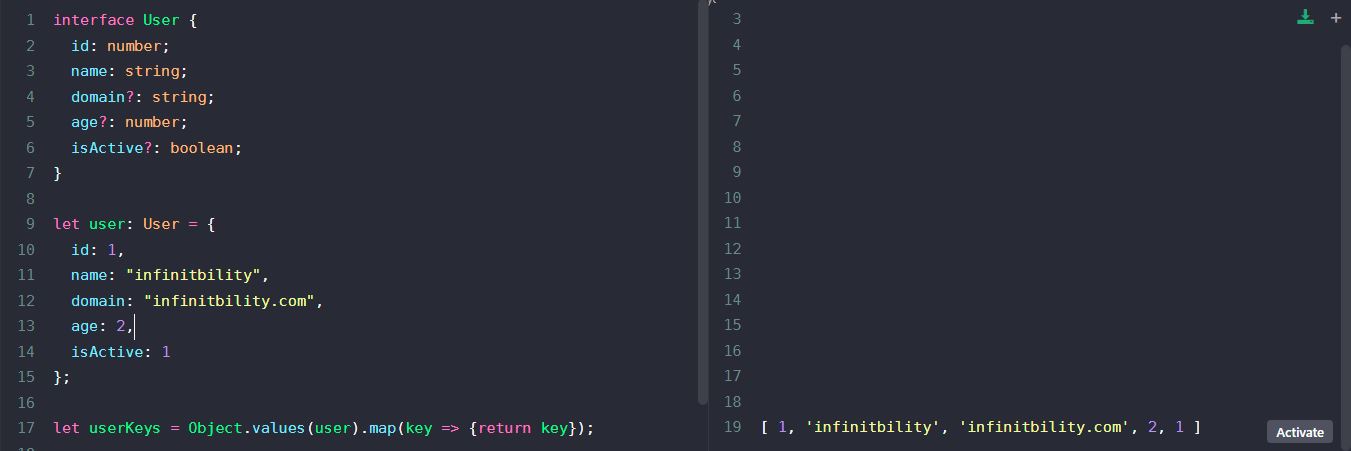 1 interface User {
2 id: number;
3 name: string;
4 domain?: string;
5 age?: number;
6 isActive?: boolean;
7 }
8
9 let user: User = {
10 id: 1,
11 name: "infinitbility",
12 domain: "infinitbility.com",
13 age: 2,
14 isActive: 1
15 };
16
17 let userKeys = Object.values(user).map(key => {return key});
3
4
5
6
7
8
9
10
11
12
13
14
15
16
17
18
19 [ 1, 'infinitbility', 'infinitbility.com', 2, 1 ]
+
Activate